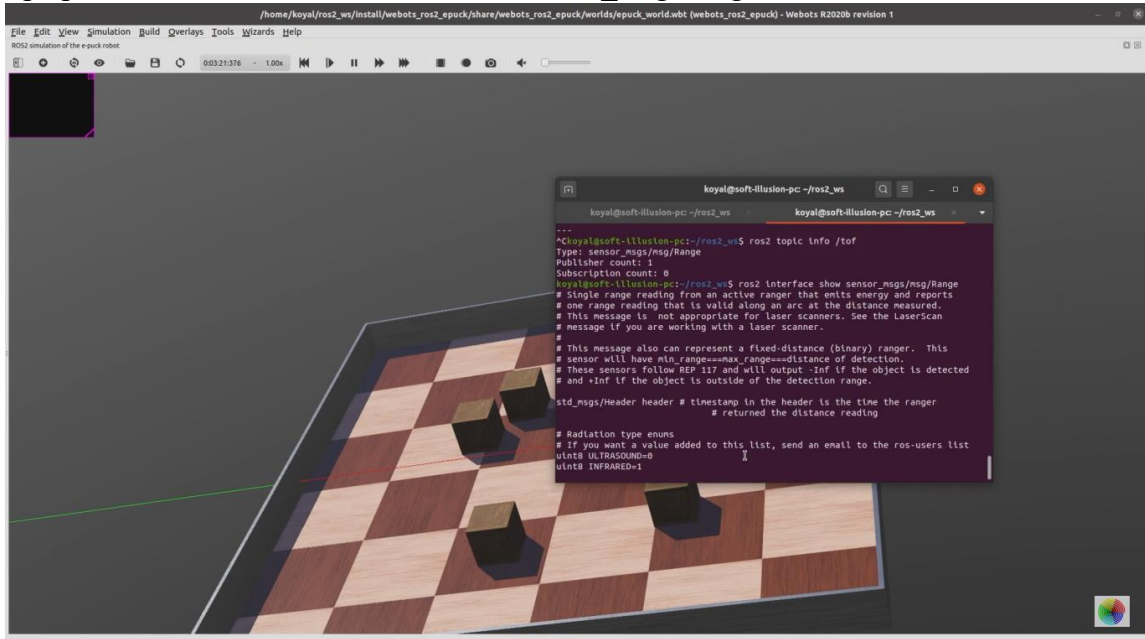 /home/koyal/ros2_ws/install/webots_ros2_epuck/share/webots_ros2_epuck/worlds/epuck_world.wbt (webots_ros2_epuck) - Webots R2020b revision 1
File Edit View Simulation Build Overlays Tools Wizards Help
ROS2 simulation of the e-puck robot
0:03:21:376 - 1.00x
koyal@soft-illusion-pc: ~/ros2_ws
koyal@soft-illusion-pc: ~/ros2_ws koyal@soft-illusion-pc: ~/ros2_ws
---
^Ckoyal@soft-illusion-pc:~/ros2_ws$ ros2 topic info /tof
Type: sensor_msgs/msg/Range
Publisher count: 1
Subscription count: 0
koyal@soft-illusion-pc:~/ros2_ws$ ros2 interface show sensor_msgs/msg/Range
# Single range reading from an active ranger that emits energy and reports
# one range reading that is valid along an arc at the distance measured.
# This message is  not appropriate for laser scanners. See the LaserScan
# message if you are working with a laser scanner.
#
# This message also can represent a fixed-distance (binary) ranger.  This
# sensor will have min_range===max_range===distance of detection.
# These sensors follow REP 117 and will output -Inf if the object is detected
# and +Inf if the object is outside of the detection range.
std_msgs/Header header # timestamp in the header is the time the ranger
# returned the distance reading
# Radiation type enums
# If you want a value added to this list, send an email to the ros-users list
uint8 ULTRASOUND=0
uint8 INFRARED=1